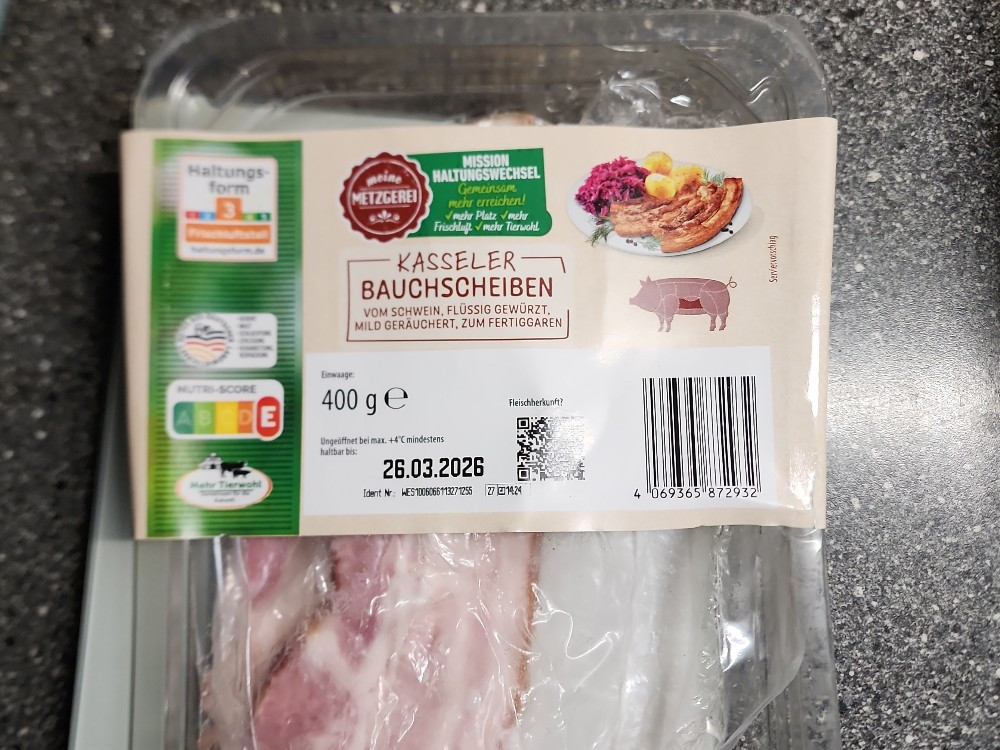 Haltungs-
form
3
Frischluftstall
haltungsform.de
meine
METZGEREI
MISSION
HALTUNGSWECHSEL
Gemeinsam
mehr erreichen!
✓mehr Platz ✓mehr
Frischluft ✓mehr Tierwohl
KASSELER
BAUCHSCHEIBEN
VOM SCHWEIN, FLÜSSIG GEWÜRZT,
MILD GERÄUCHERT, ZUM FERTIGGAREN
Serviervorschlag
NUTRI-SCORE
A B C D E
Mehr Tierwohl
Einwaage:
400 g ℮
Fleischherkunft?
Ungeöffnet bei max. +4°C mindestens
haltbar bis:
26.03.2026
Ident Nr.: WES1006066113271255
4 069365 872932